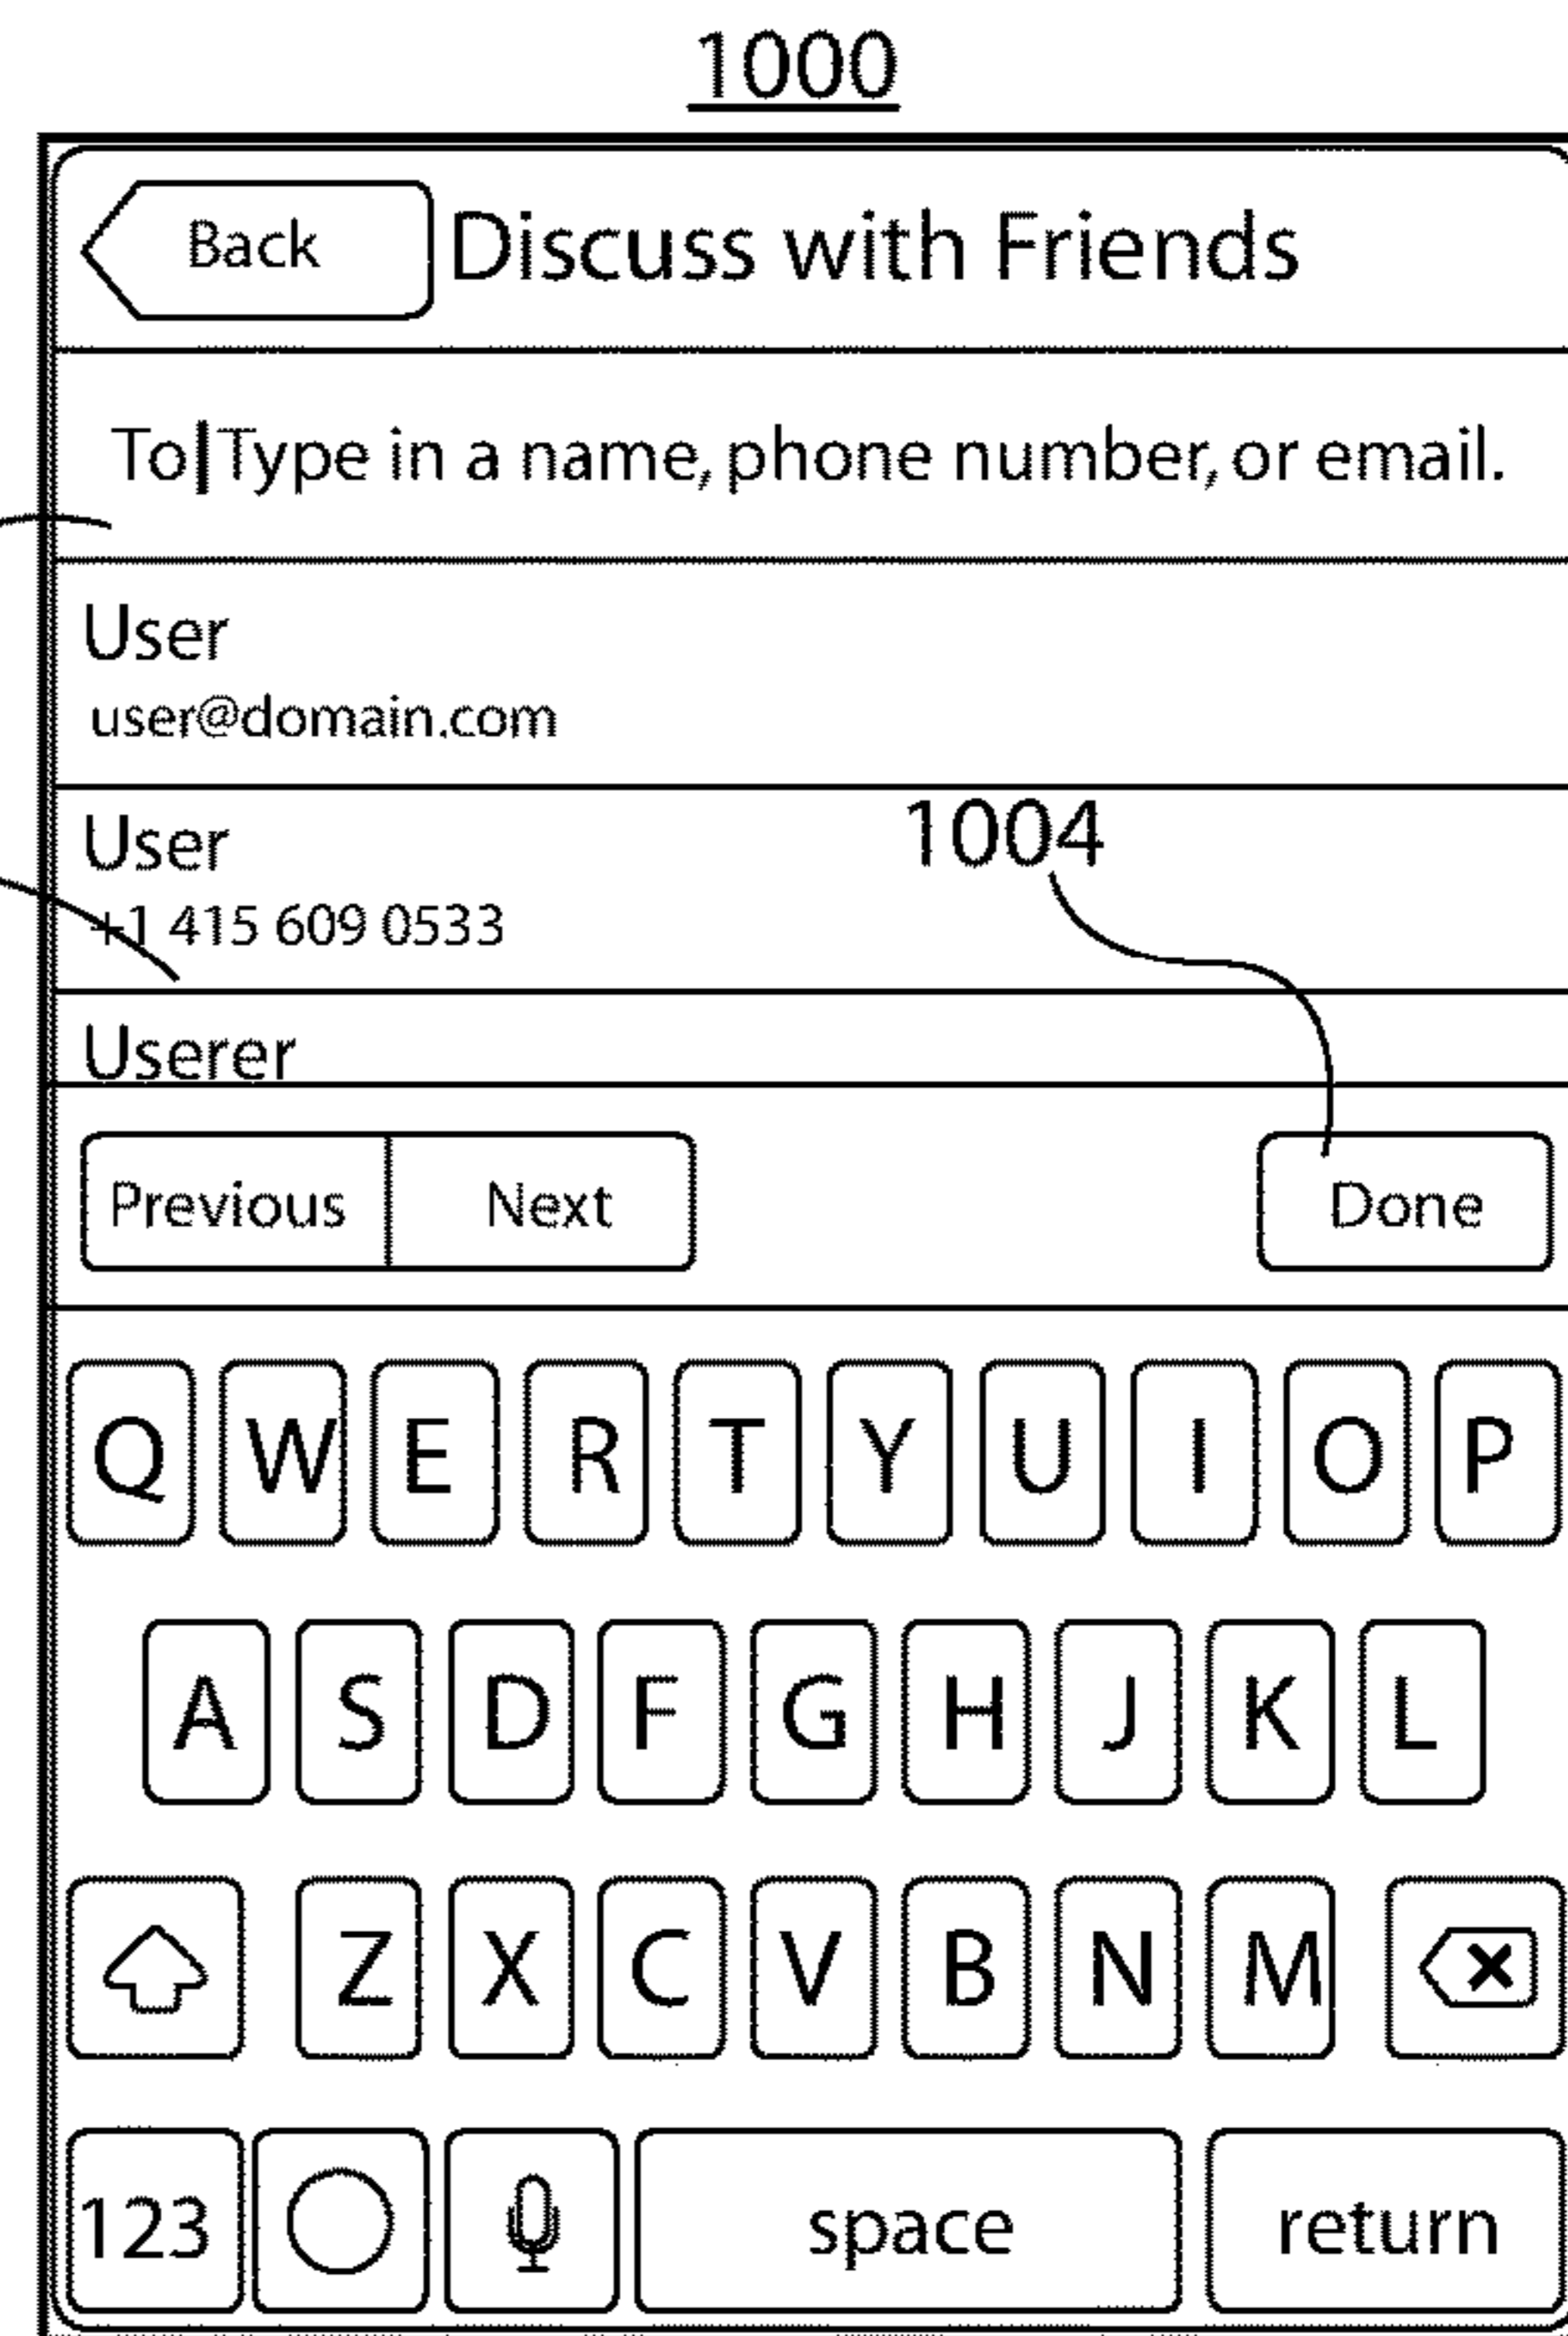 1000
Back Discuss with Friends
To Type in a name, phone number, or email.
User
user@domain.com
User
1004
+1 415 609 0533
Userer
Previous Next Done
Q W E R T Y U I O P
A S D F G H J K L
Z X C V B N M
123 space return